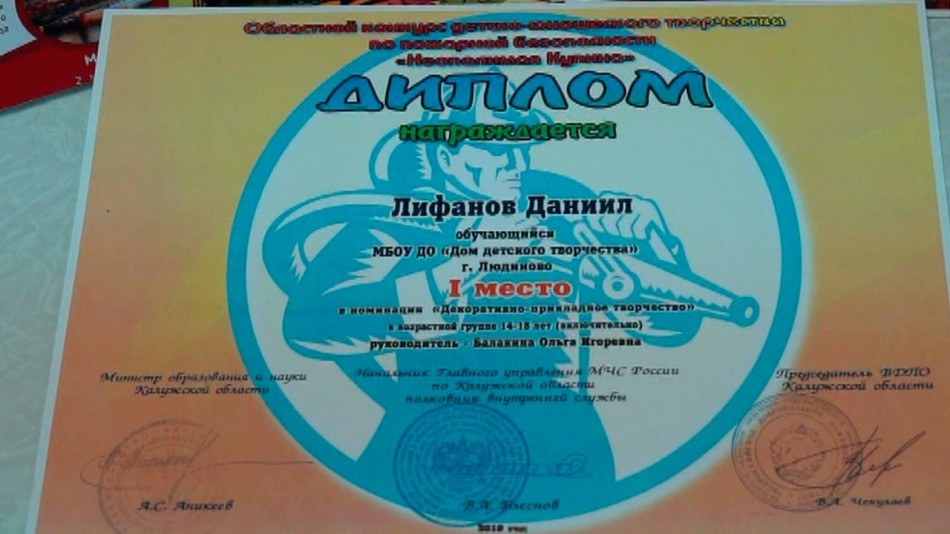 Областной конкурс детско-юношеского творчества
по пожарной безопасности
«Неопалимая Купина»
ДИПЛОМ
награждается
Лифанов Даниил
обучающийся
МБОУ ДО «Дом детского творчества»
г. Людиново
I место
в номинации «Декоративно-прикладное творчество»
в возрастной группе 14-18 лет (включительно)
руководитель - Балакина Ольга Игоревна
Министр образования и науки
Калужской области
Начальник Главного управления МЧС России
по Калужской области
полковник внутренней службы
Председатель ВДПО
Калужской области
А.С. Аникеев
В.А. Блеснов
В.А. Чекулаев
2019 год